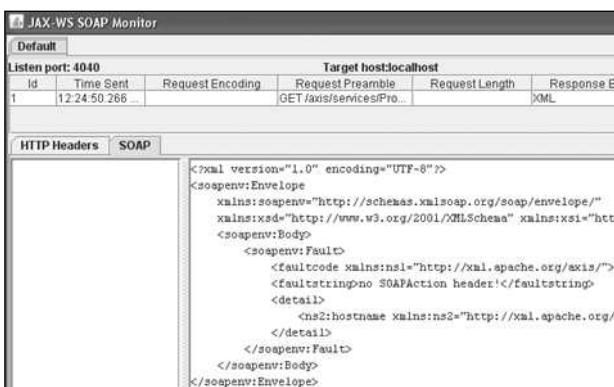 JAX-WS SOAP Monitor
Default
Listen port: 4040 Target host:localhost
Id Time Sent Request Encoding Request Preamble Request Length Response E
1 12:24:50.266 ... GET /axis/services/Pro... XML
HTTP Headers SOAP
<?xml version="1.0" encoding="UTF-8"?>
<soapenv:Envelope
xmlns:soapenv="http://schemas.xmlsoap.org/soap/envelope/"
xmlns:xsd="http://www.w3.org/2001/XMLSchema" xmlns:xsi="htt
<soapenv:Body>
<soapenv:Fault>
<faultcode xmlns:ns1="http://xml.apache.org/axis/">
<faultstring>no SOAPAction header!</faultstring>
<detail>
<ns2:hostname xmlns:ns2="http://xml.apache.org/
</detail>
</soapenv:Fault>
</soapenv:Body>
</soapenv:Envelope>